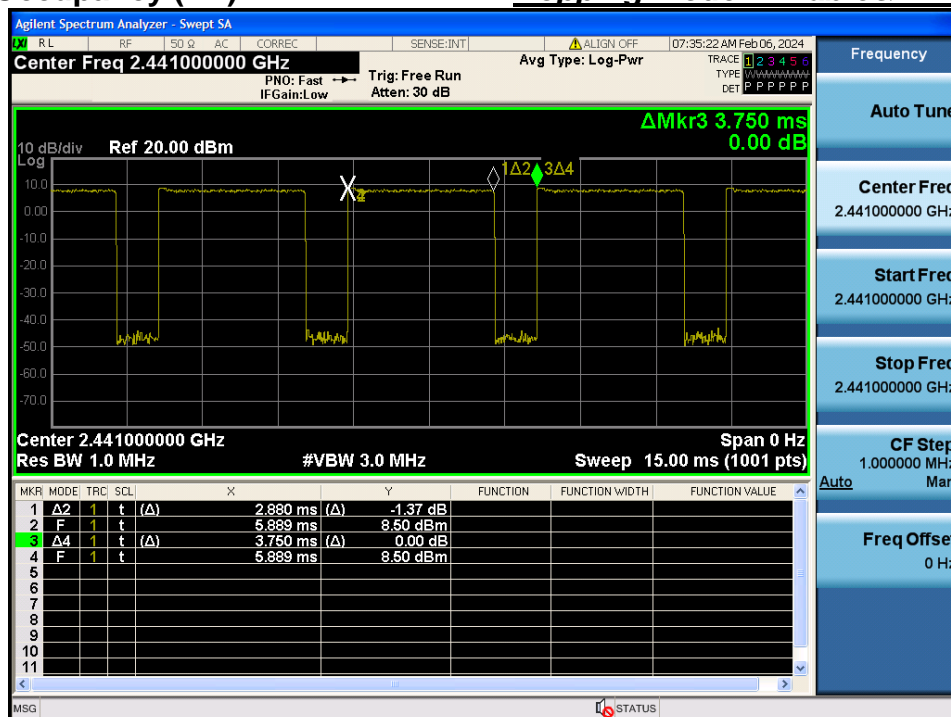 Agilent Spectrum Analyzer - Swept SA
LXI RL RF 50 Ω AC CORREC SENSE:INT ALIGN OFF 07:35:22 AM Feb 06, 2024
Center Freq 2.441000000 GHz
PNO: Fast
IFGain:Low
Trig: Free Run
Atten: 30 dB
Avg Type: Log-Pwr
TRACE 1 2 3 4 5 6
TYPE
DET P P P P P P
ΔMkr3 3.750 ms
0.00 dB
10 dB/div Ref 20.00 dBm
Log
1Δ2 3Δ4
10.0
0.00
-10.0
-20.0
-30.0
-40.0
-50.0
-60.0
-70.0
Center 2.441000000 GHz Span 0 Hz
Res BW 1.0 MHz #VBW 3.0 MHz Sweep 15.00 ms (1001 pts)
MKR MODE TRC SCL X Y FUNCTION FUNCTION WIDTH FUNCTION VALUE
1 Δ2 1 t (Δ) 2.880 ms (Δ) -1.37 dB
2 F 1 t 5.889 ms 8.50 dBm
3 Δ4 1 t (Δ) 3.750 ms (Δ) 0.00 dB
4 F 1 t 5.889 ms 8.50 dBm
5
6
7
8
9
10
11
MSG STATUS
Frequency
Auto Tune
Center Freq
2.441000000 GHz
Start Freq
2.441000000 GHz
Stop Freq
2.441000000 GHz
CF Step
1.000000 MHz
Auto Man
Freq Offset
0 Hz